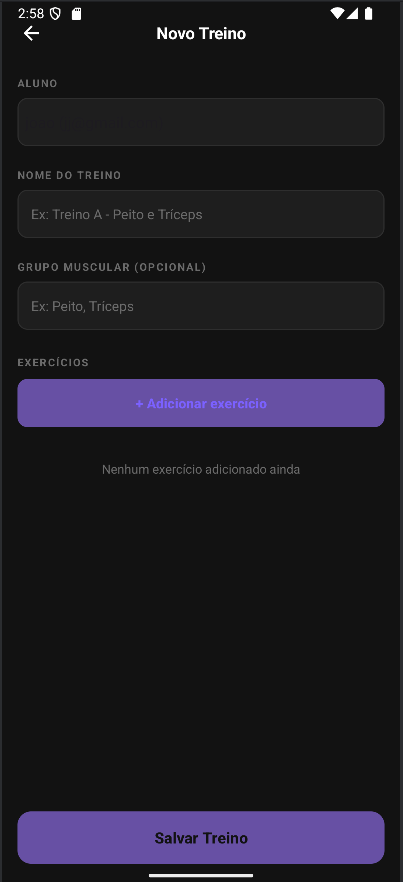 2:58
Novo Treino
ALUNO
NOME DO TREINO
Ex: Treino A - Peito e Tríceps
GRUPO MUSCULAR (OPCIONAL)
Ex: Peito, Tríceps
EXERCÍCIOS
+ Adicionar exercício
Nenhum exercício adicionado ainda
Salvar Treino